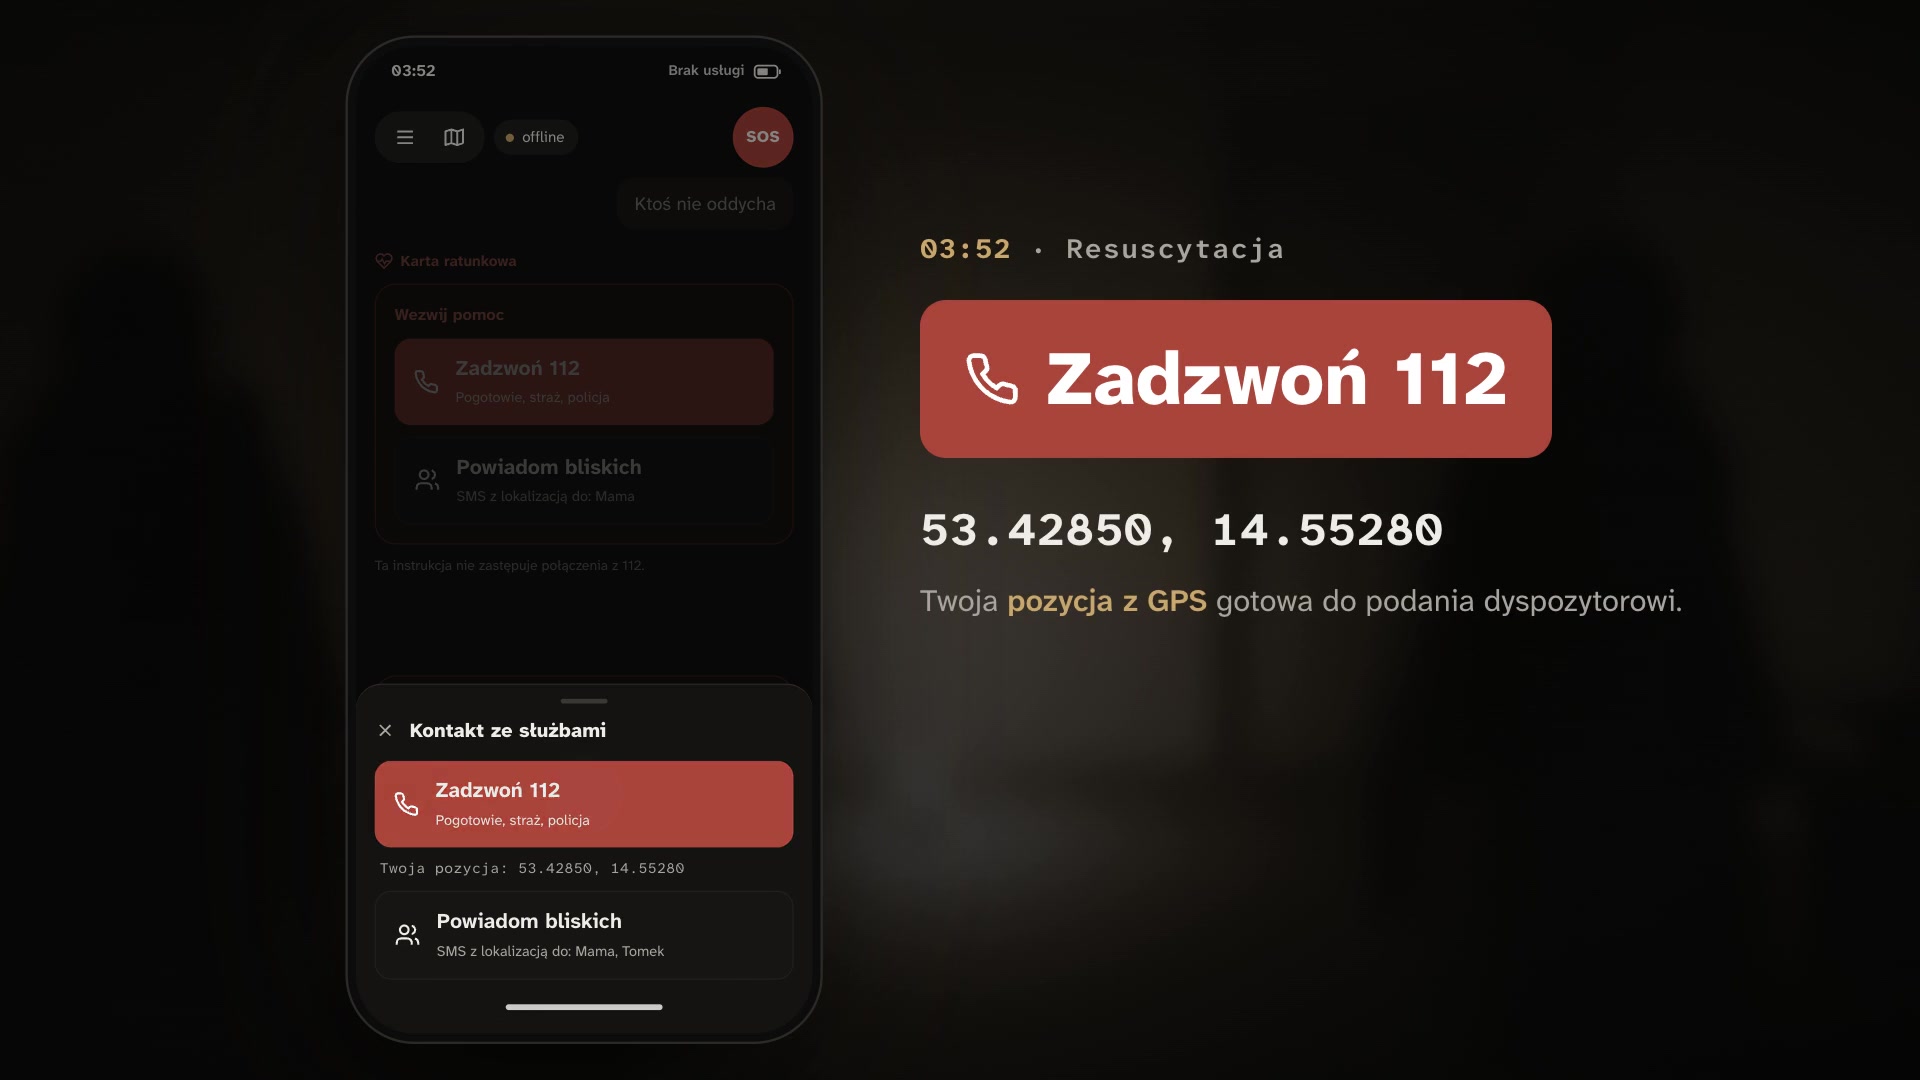 03:52
Brak usługi
offline
SOS
Ktoś nie oddycha
Karta ratunkowa
Wezwij pomoc
Zadzwoń 112
Pogotowie, straż, policja
Powiadom bliskich
SMS z lokalizacją do: Mama
Ta instrukcja nie zastępuje połączenia z 112.
Kontakt ze służbami
Zadzwoń 112
Pogotowie, straż, policja
Twoja pozycja: 53.42850, 14.55280
Powiadom bliskich
SMS z lokalizacją do: Mama, Tomek
03:52 · Resuscytacja
Zadzwoń 112
53.42850, 14.55280
Twoja pozycja z GPS gotowa do podania dyspozytorowi.